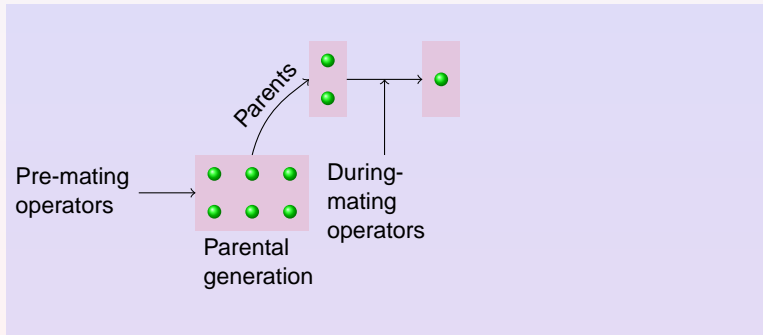 Parents
Pre-mating
operators
During-
mating
operators
Parental
generation